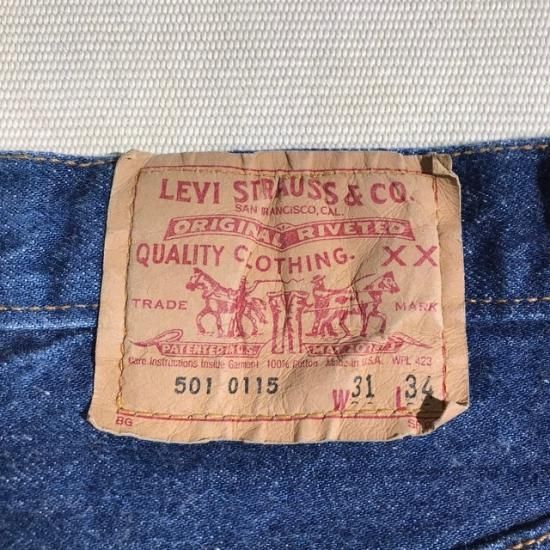 LEVI STRAUSS & CO.
SAN FRANCISCO, CAL.
ORIGINAL RIVETED
QUALITY CLOTHING. XX
TRADE MARK
PATENTED U.S. MAY 20 1873
Care Instructions Inside Garment 100% Cotton Made in U.S.A. WPL 423
501 0115 W 31 L 34
BG